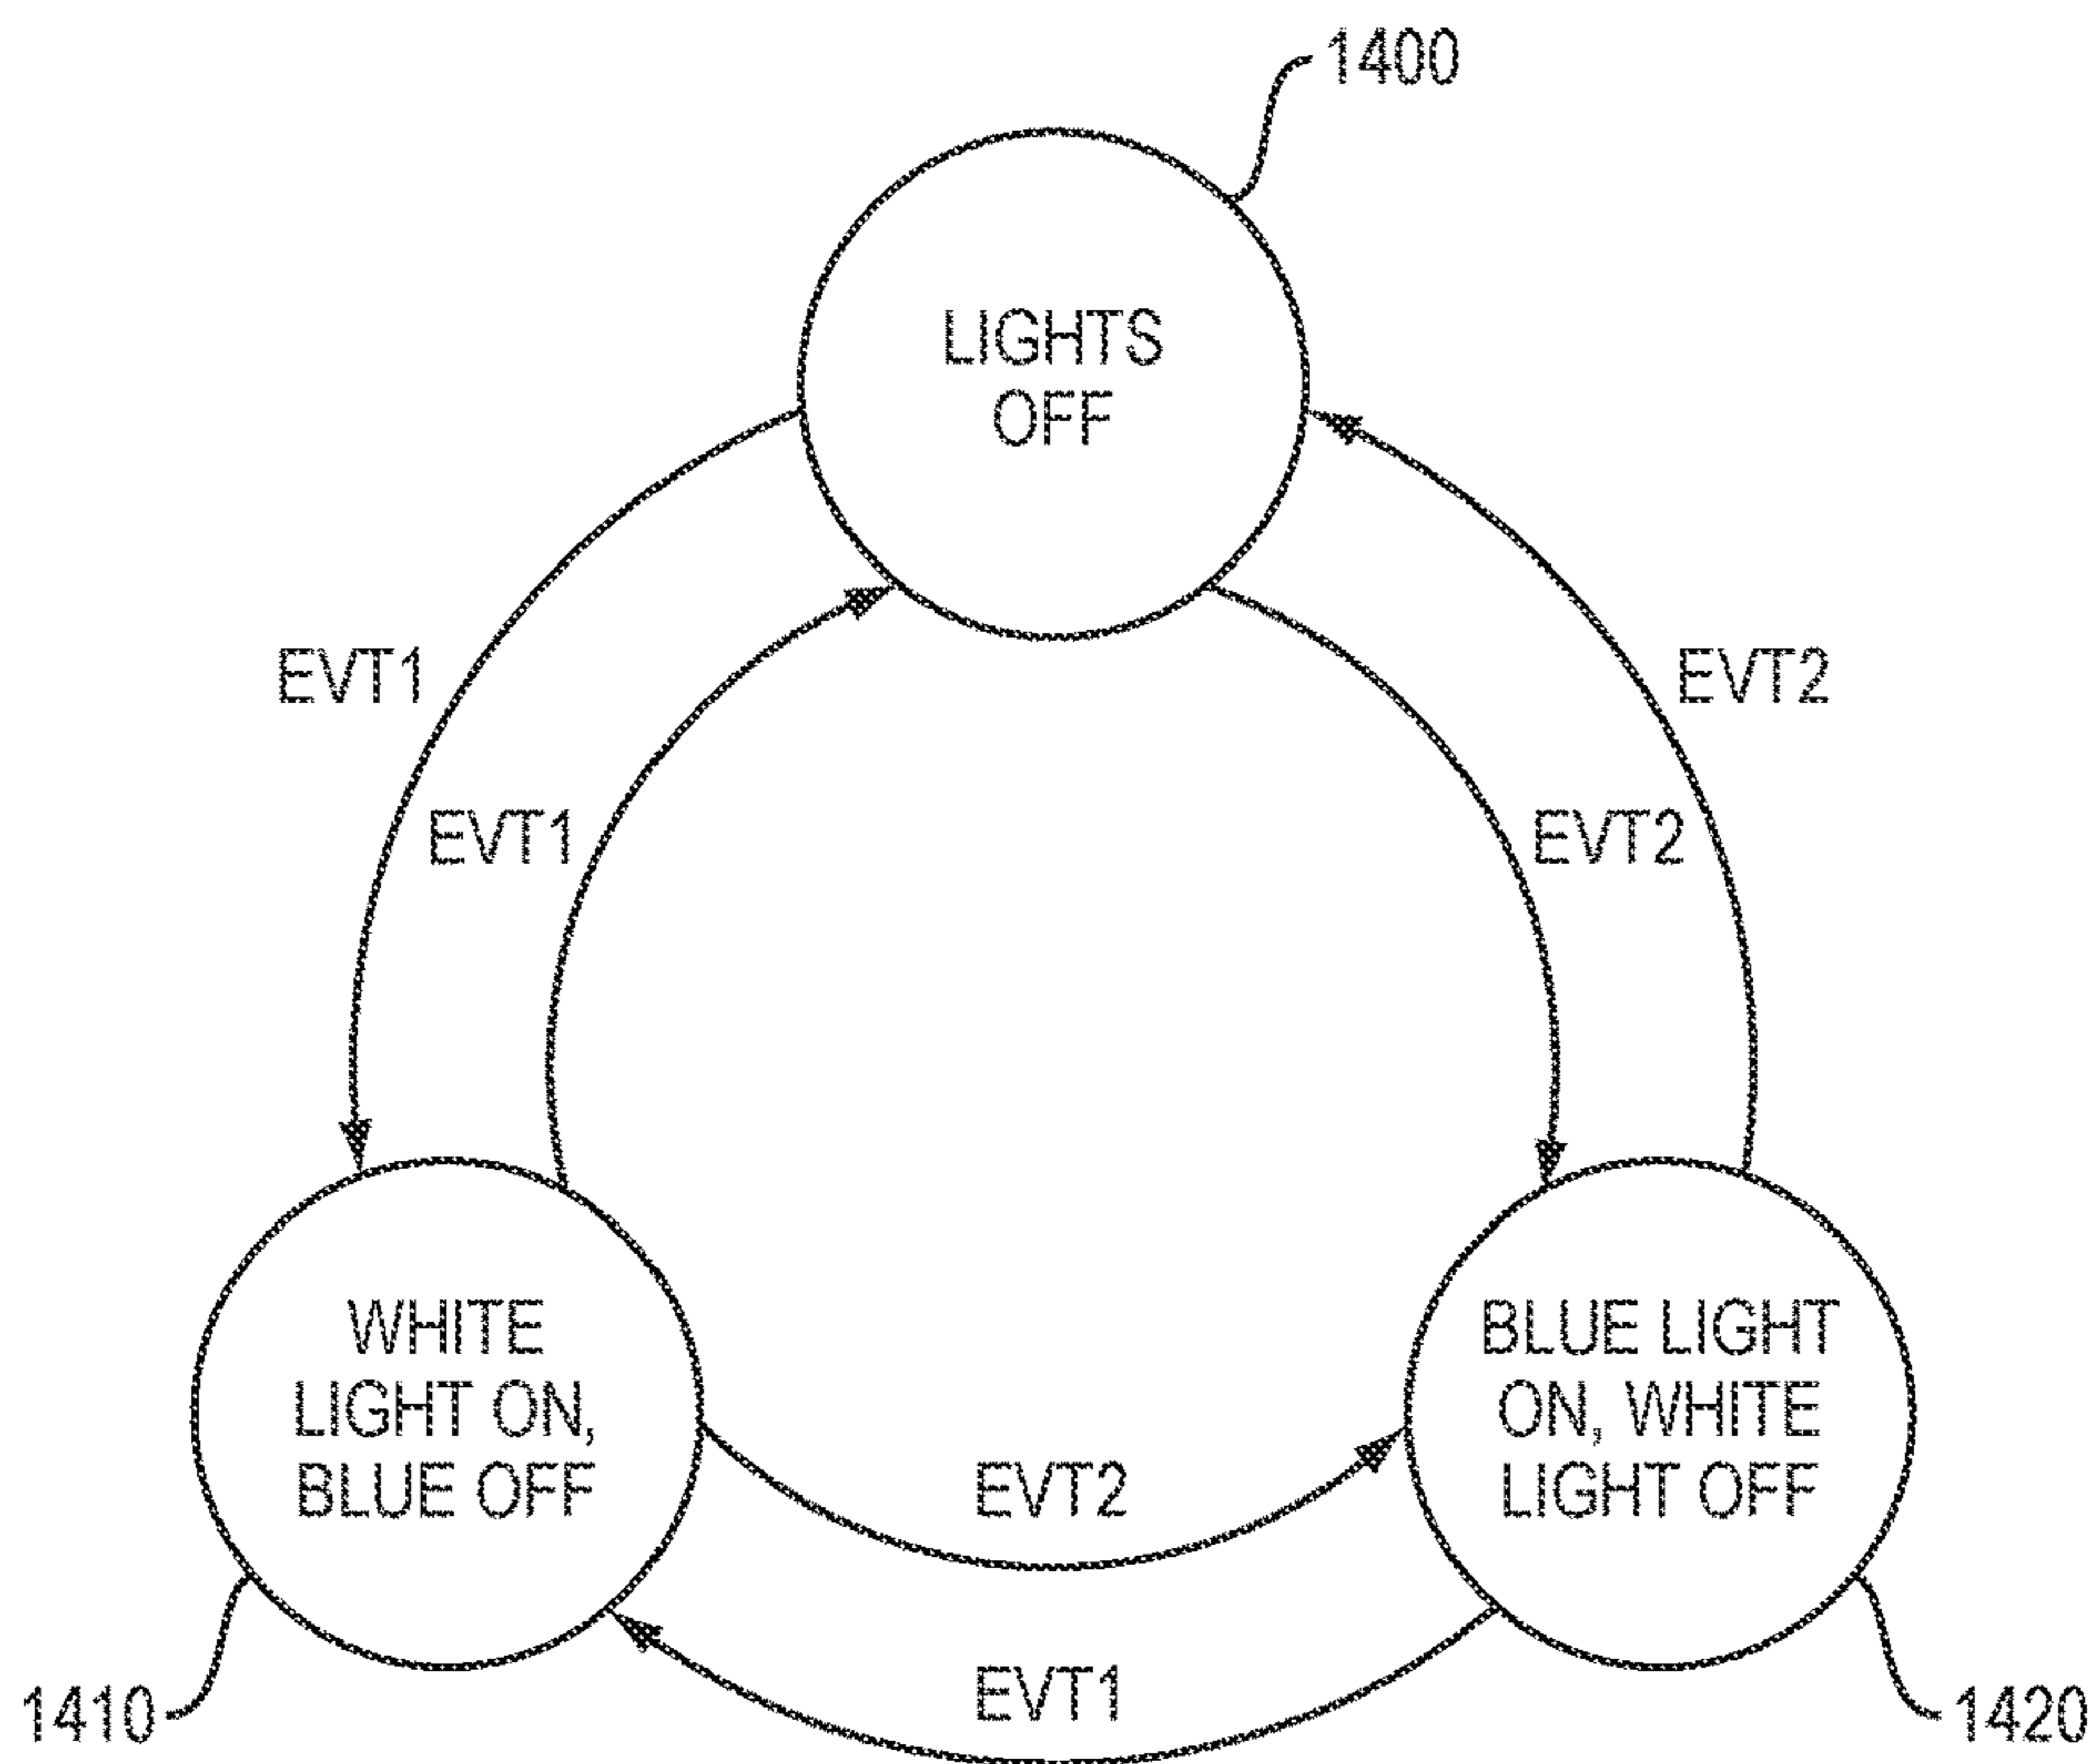 1400
LIGHTS
OFF
EVT1
EVT2
EVT1
EVT2
WHITE
LIGHT ON,
BLUE OFF
BLUE LIGHT
ON, WHITE
LIGHT OFF
EVT2
EVT1
1410
1420